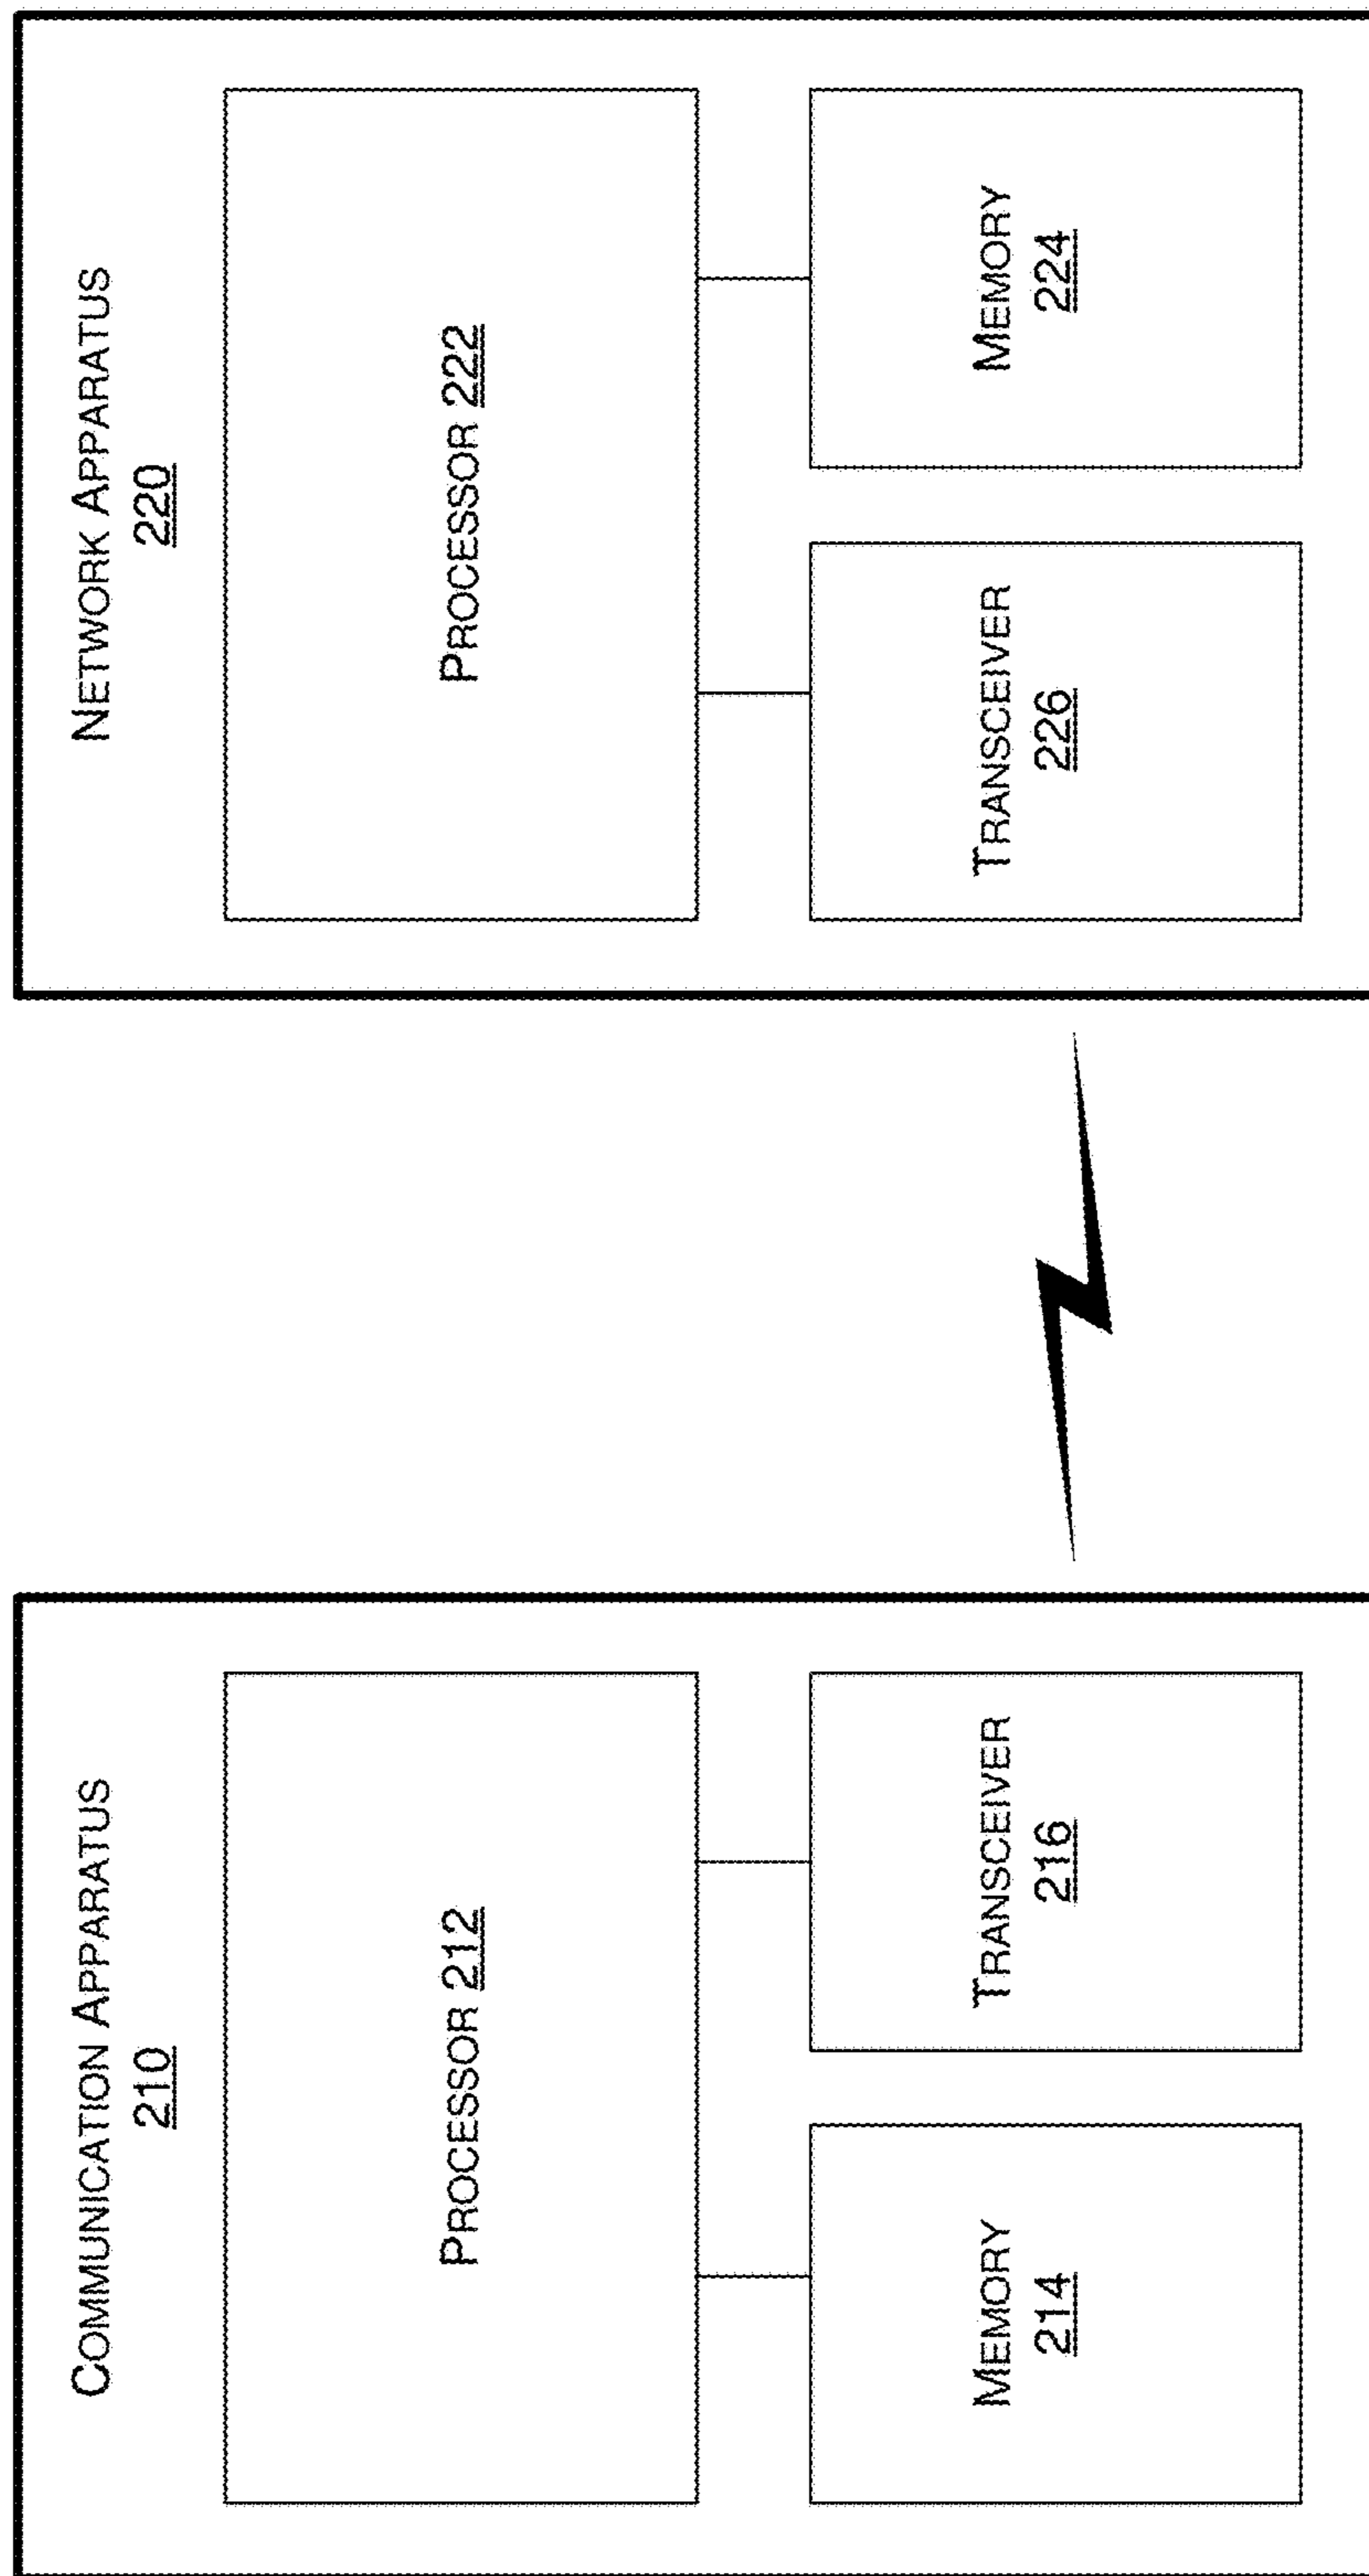 COMMUNICATION APPARATUS
210
PROCESSOR 212
MEMORY
214
TRANSCEIVER
216
NETWORK APPARATUS
220
PROCESSOR 222
TRANSCEIVER
226
MEMORY
224